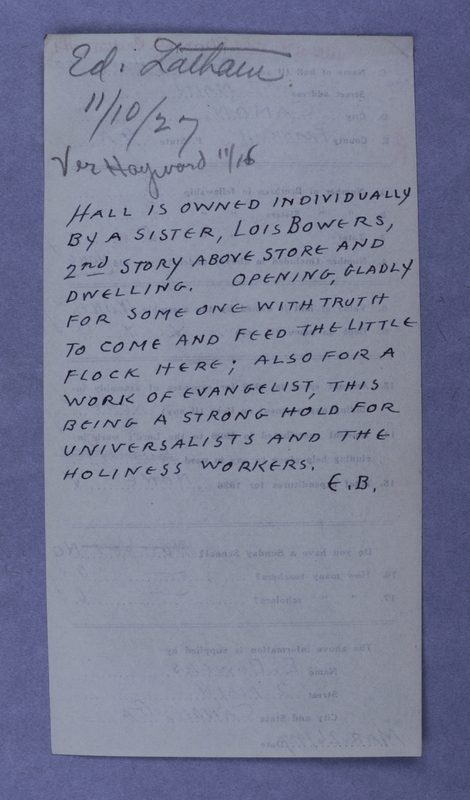 Ed. Latham
11/10/27
Ver Hayward 11/16
HALL IS OWNED INDIVIDUALLY
BY A SISTER, LOIS BOWERS,
2nd STORY ABOVE STORE AND
DWELLING. OPENING, GLADLY
FOR SOME ONE WITH TRUTH
TO COME AND FEED THE LITTLE
FLOCK HERE; ALSO FOR A
WORK OF EVANGELIST, THIS
BEING A STRONG HOLD FOR
UNIVERSALISTS AND THE
HOLINESS WORKERS.
E.B.